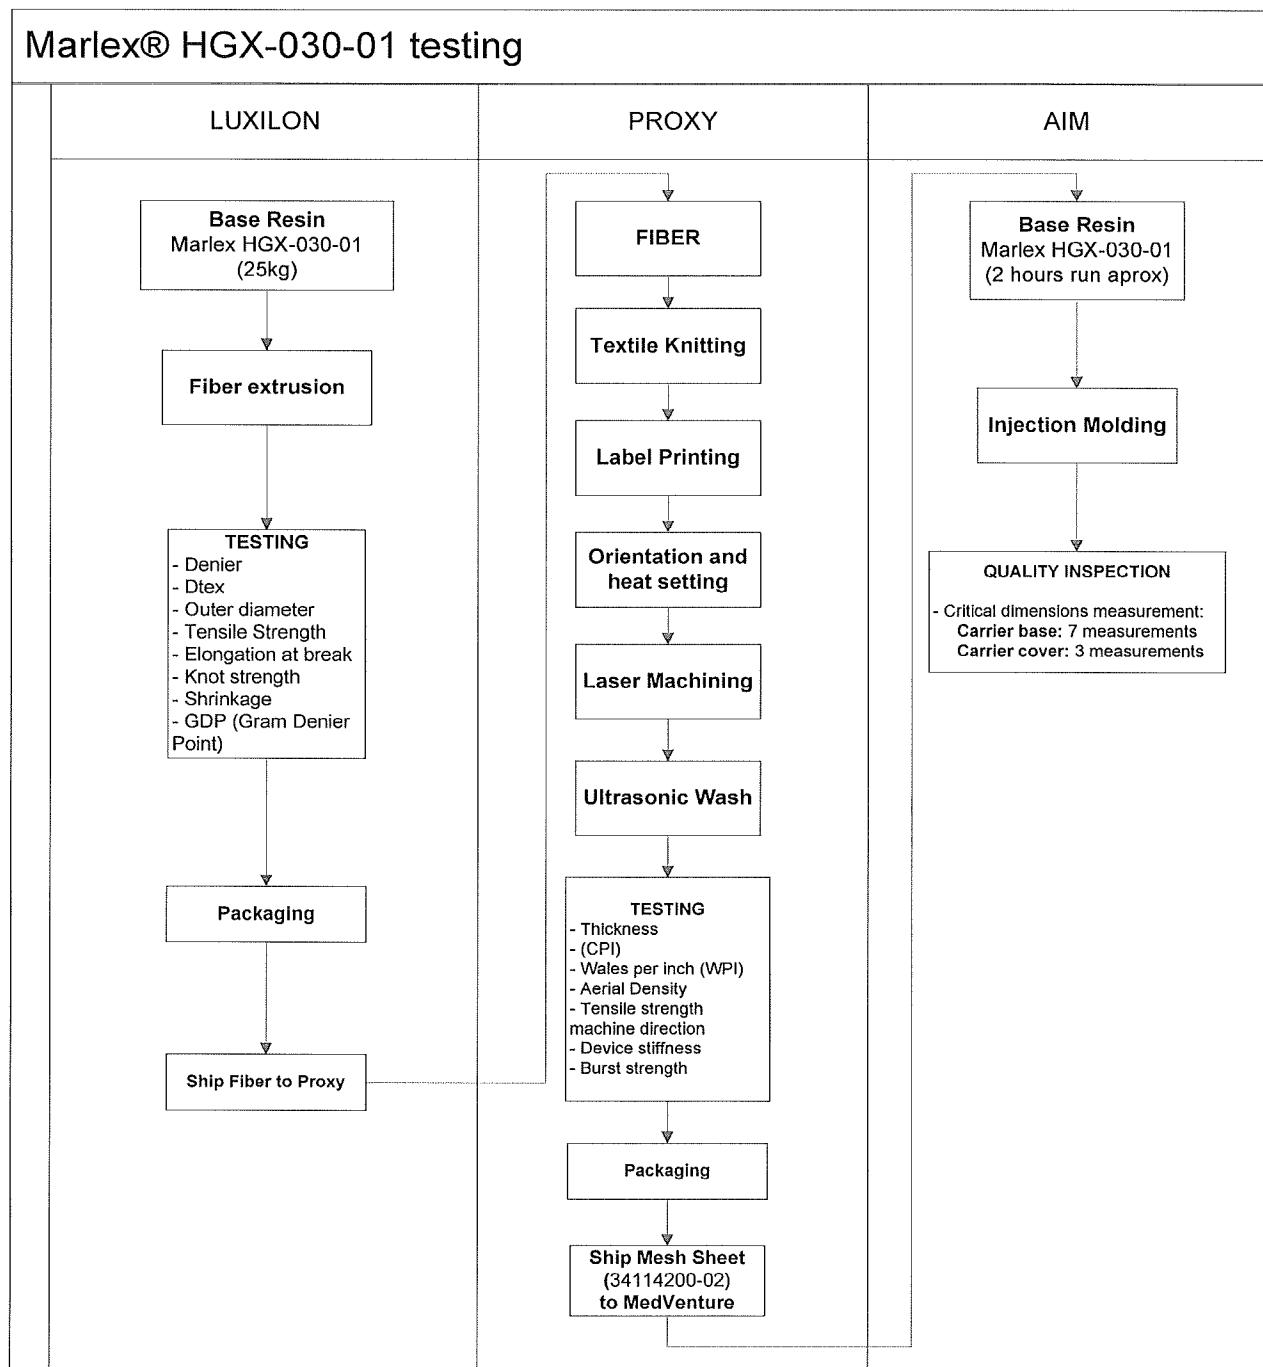 Marlex® HGX-030-01 testing
LUXILON
PROXY
AIM
Base Resin
Marlex HGX-030-01
(25kg)
Fiber extrusion
TESTING
- Denier
- Dtex
- Outer diameter
- Tensile Strength
- Elongation at break
- Knot strength
- Shrinkage
- GDP (Gram Denier
Point)
Packaging
Ship Fiber to Proxy
FIBER
Textile Knitting
Label Printing
Orientation and
heat setting
Laser Machining
Ultrasonic Wash
TESTING
- Thickness
- (CPI)
- Wales per inch (WPI)
- Aerial Density
- Tensile strength
machine direction
- Device stiffness
- Burst strength
Packaging
Ship Mesh Sheet
(34114200-02)
to MedVenture
Base Resin
Marlex HGX-030-01
(2 hours run aprox)
Injection Molding
QUALITY INSPECTION
- Critical dimensions measurement:
Carrier base: 7 measurements
Carrier cover: 3 measurements